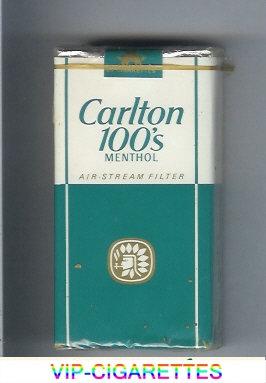 Carlton
100's
MENTHOL
AIR-STREAM FILTER
VIP-CIGARETTES